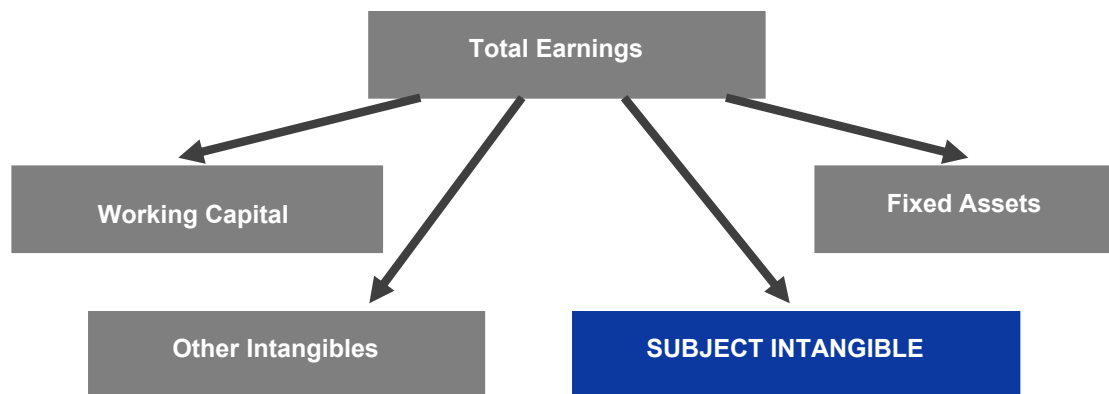 Total Earnings
Working Capital
Fixed Assets
Other Intangibles
SUBJECT INTANGIBLE